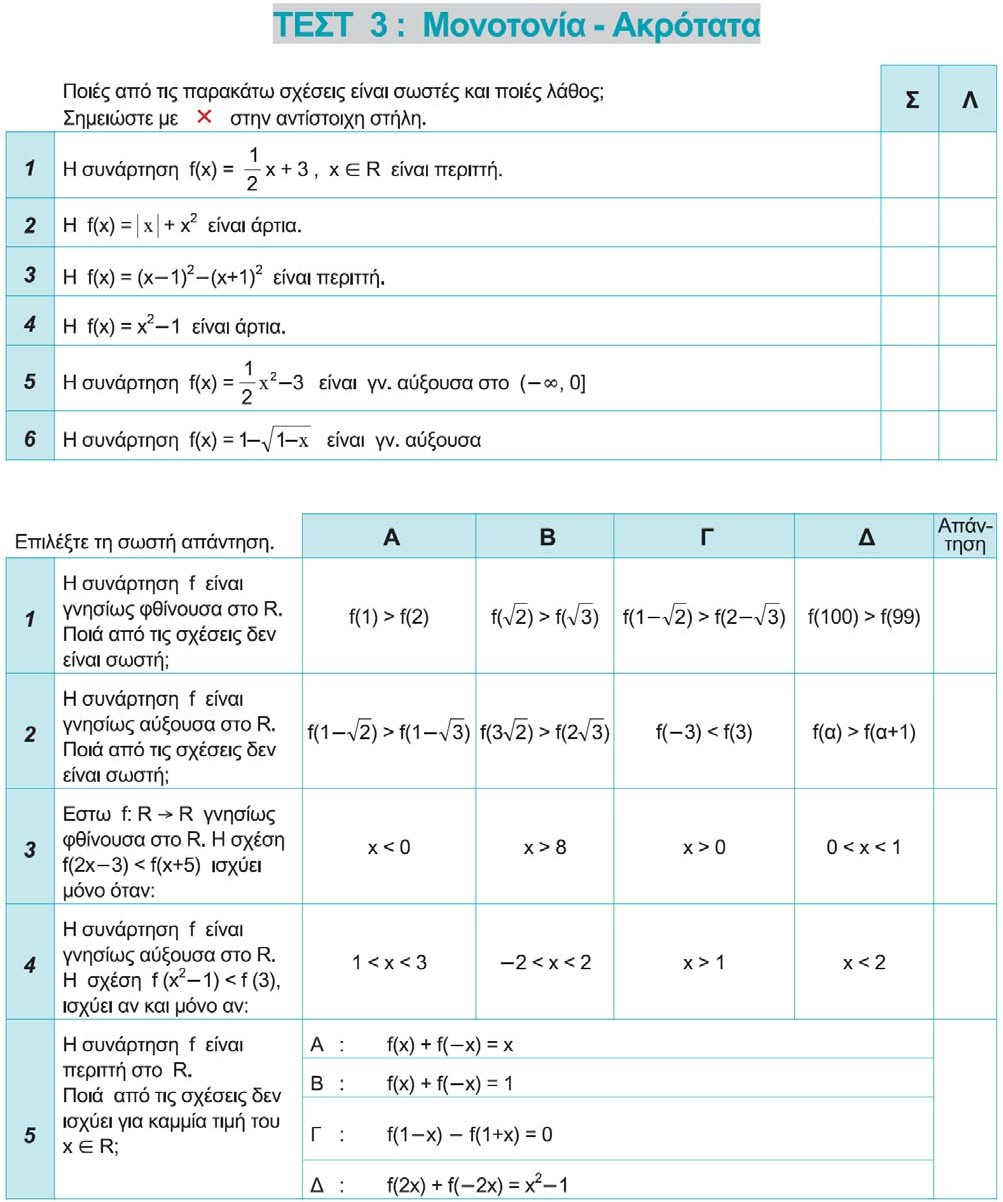 ΤΕΣΤ 3 : Μονοτονία - Ακρότατα
Ποιές από τις παρακάτω σχέσεις είναι σωστές και ποιές λάθος;
Σημειώστε με ✕ στην αντίστοιχη στήλη.
Σ Λ
1 Η συνάρτηση f(x) = 1/2 x + 3 , x ∈ R είναι περιττή.
2 Η f(x) = |x| + x² είναι άρτια.
3 Η f(x) = (x−1)²−(x+1)² είναι περιττή.
4 Η f(x) = x²−1 είναι άρτια.
5 Η συνάρτηση f(x) = 1/2 x²−3 είναι γν. αύξουσα στο (−∞, 0]
6 Η συνάρτηση f(x) = 1−√(1−x) είναι γν. αύξουσα
Επιλέξτε τη σωστή απάντηση. Α Β Γ Δ Απάν-
τηση
1
Η συνάρτηση f είναι
γνησίως φθίνουσα στο R.
Ποιά από τις σχέσεις δεν
είναι σωστή;
f(1) > f(2) f(√2) > f(√3) f(1−√2) > f(2−√3) f(100) > f(99)
2
Η συνάρτηση f είναι
γνησίως αύξουσα στο R.
Ποιά από τις σχέσεις δεν
είναι σωστή;
f(1−√2) > f(1−√3) f(3√2) > f(2√3) f(−3) < f(3) f(α) > f(α+1)
3
Εστω f: R → R γνησίως
φθίνουσα στο R. Η σχέση
f(2x−3) < f(x+5) ισχύει
μόνο όταν:
x < 0 x > 8 x > 0 0 < x < 1
4
Η συνάρτηση f είναι
γνησίως αύξουσα στο R.
Η σχέση f (x²−1) < f (3),
ισχύει αν και μόνο αν:
1 < x < 3 −2 < x < 2 x > 1 x < 2
5
Η συνάρτηση f είναι
περιττή στο R.
Ποιά από τις σχέσεις δεν
ισχύει για καμμία τιμή του
x ∈ R;
Α : f(x) + f(−x) = x
Β : f(x) + f(−x) = 1
Γ : f(1−x) − f(1+x) = 0
Δ : f(2x) + f(−2x) = x²−1